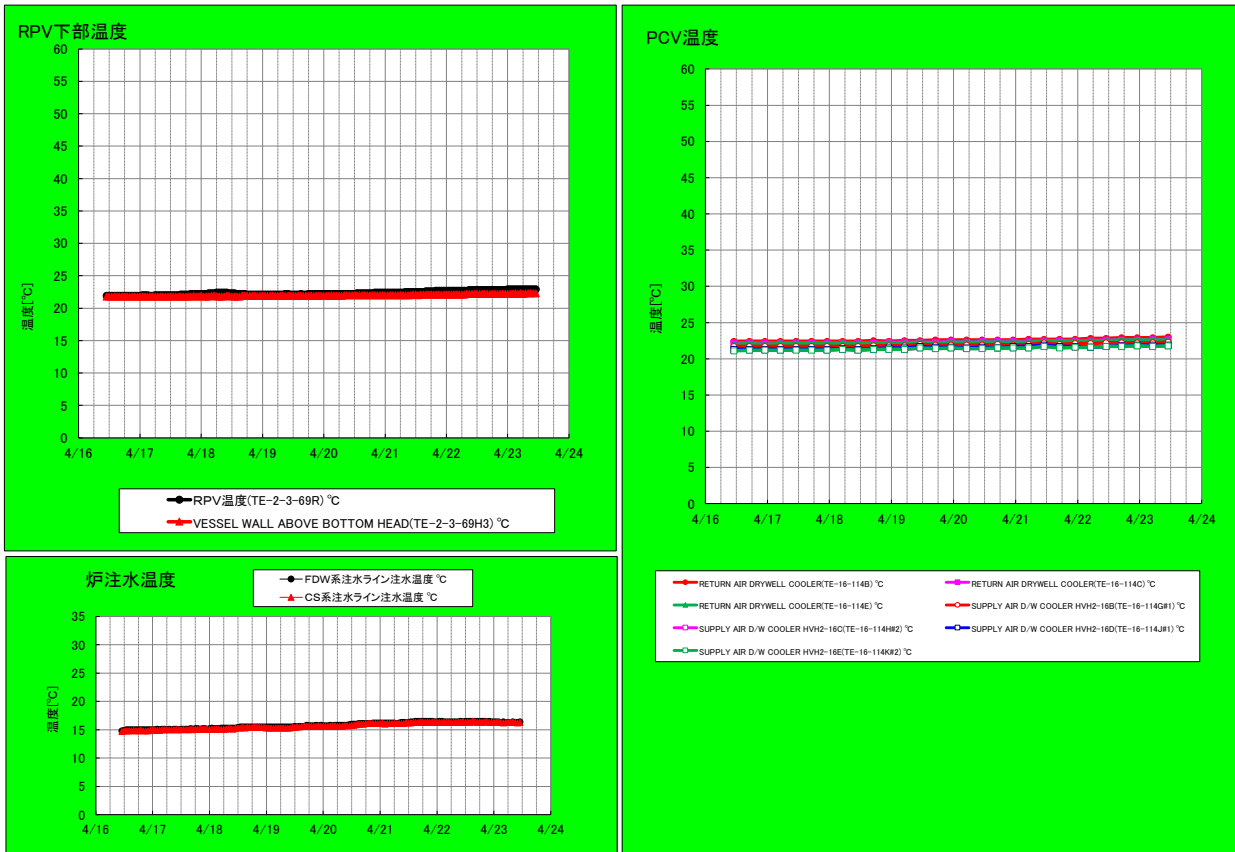 RPV下部温度
60
55
50
45
40
35
30
25
20
15
10
5
0
温度[℃]
4/16 4/17 4/18 4/19 4/20 4/21 4/22 4/23 4/24
RPV温度(TE-2-3-69R) ℃
VESSEL WALL ABOVE BOTTOM HEAD(TE-2-3-69H3) ℃
炉注水温度
FDW系注水ライン注水温度 ℃
CS系注水ライン注水温度 ℃
35
30
25
20
15
10
5
0
温度[℃]
4/16 4/17 4/18 4/19 4/20 4/21 4/22 4/23 4/24
PCV温度
60
55
50
45
40
35
30
25
20
15
10
5
0
温度[℃]
4/16 4/17 4/18 4/19 4/20 4/21 4/22 4/23 4/24
RETURN AIR DRYWELL COOLER(TE-16-114B) ℃
RETURN AIR DRYWELL COOLER(TE-16-114C) ℃
RETURN AIR DRYWELL COOLER(TE-16-114E) ℃
SUPPLY AIR D/W COOLER HVH2-16B(TE-16-114G#1) ℃
SUPPLY AIR D/W COOLER HVH2-16C(TE-16-114H#2) ℃
SUPPLY AIR D/W COOLER HVH2-16D(TE-16-114J#1) ℃
SUPPLY AIR D/W COOLER HVH2-16E(TE-16-114K#2) ℃